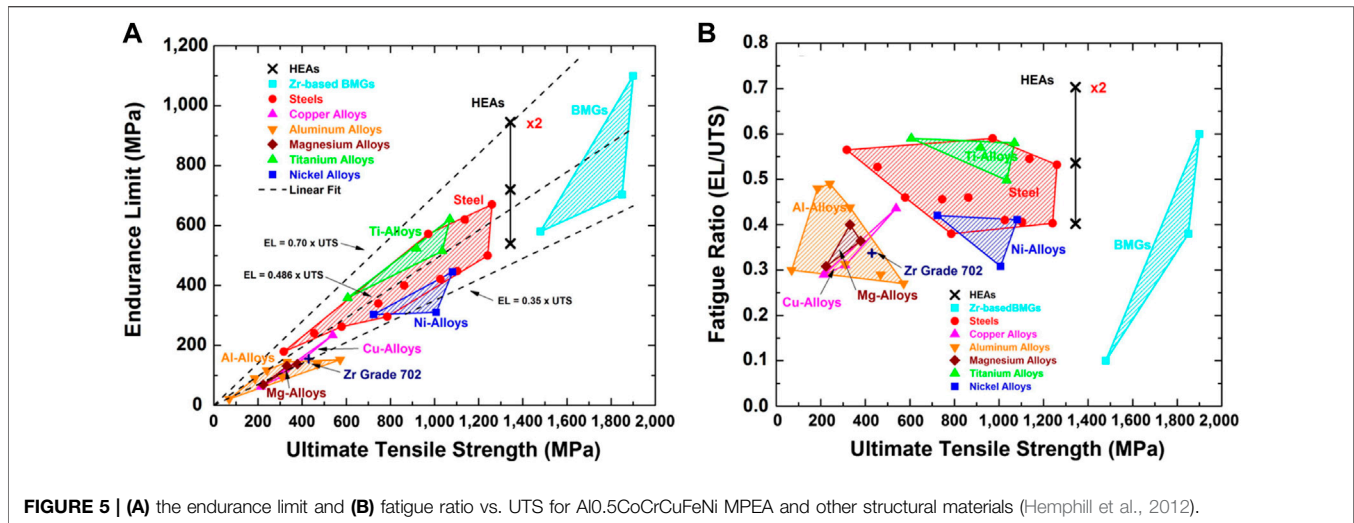 A
1,200
1,000
800
600
400
200
0
Endurance Limit (MPa)
HEAs
Zr-based BMGs
Steels
Copper Alloys
Aluminum Alloys
Magnesium Alloys
Titanium Alloys
Nickel Alloys
Linear Fit
HEAs
x2
BMGs
Steel
Ti-Alloys
EL = 0.70 x UTS
EL = 0.486 x UTS
EL = 0.35 x UTS
Ni-Alloys
Al-Alloys
Cu-Alloys
Zr Grade 702
Mg-Alloys
0 200 400 600 800 1,000 1,200 1,400 1,600 1,800 2,000
Ultimate Tensile Strength (MPa)
B
0.8
0.7
0.6
0.5
0.4
0.3
0.2
0.1
0.0
Fatigue Ratio (EL/UTS)
HEAs
x2
BMGs
Ti-Alloys
Steel
Al-Alloys
Ni-Alloys
Zr Grade 702
Cu-Alloys
Mg-Alloys
HEAs
Zr-basedBMGs
Steels
Copper Alloys
Aluminum Alloys
Magnesium Alloys
Titanium Alloys
Nickel Alloys
0 200 400 600 800 1,000 1,200 1,400 1,600 1,800 2,000
Ultimate Tensile Strength (MPa)
FIGURE 5 | (A) the endurance limit and (B) fatigue ratio vs. UTS for Al0.5CoCrCuFeNi MPEA and other structural materials (Hemphill et al., 2012).